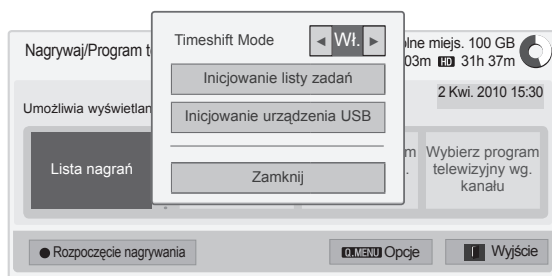 Nagrywaj/Program t
Timeshift Mode
Wł.
lne miejs. 100 GB
03m HD 31h 37m
Inicjowanie listy zadań
2 Kwi. 2010 15:30
Umożliwia wyświetlan
Inicjowanie urządzenia USB
Lista nagrań
Zamknij
m
.
Wybierz program
telewizyjny wg.
kanału
Rozpoczęcie nagrywania
Q.MENU Opcje
Wyjście